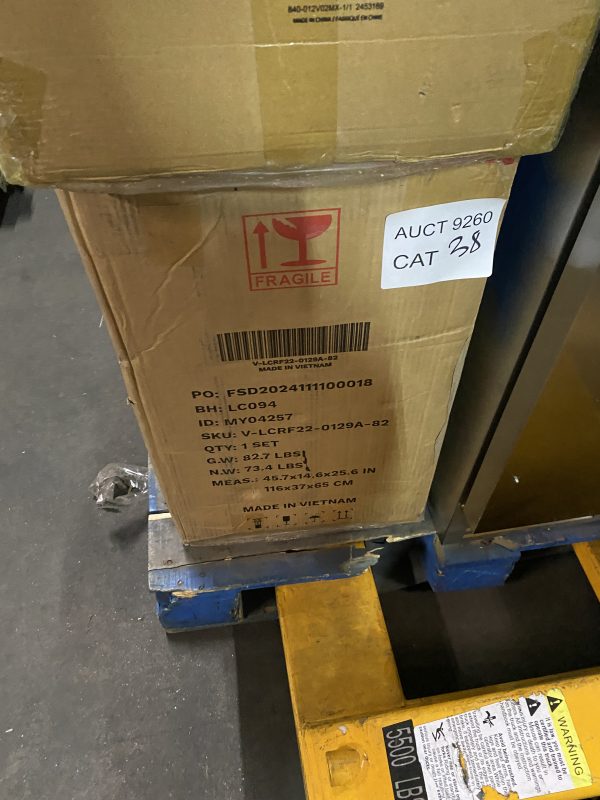 840-012V02MX-1/1 2453169
MADE IN CHINA / FABRIQUÉ EN CHINE
FRAGILE
AUCT 9260
CAT 38
V-LCRF22-0129A-82
MADE IN VIETNAM
PO: FSD2024111100018
BH: LC094
ID: MY04257
SKU: V-LCRF22-0129A-82
QTY: 1 SET
G.W: 82.7 LBS
N.W: 73.4 LBS
MEAS.: 45.7x14.6x25.6 IN
116x37x65 CM
MADE IN VIETNAM
WARNING
5500 LB